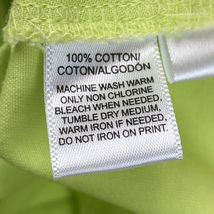 100% COTTON/
COTON/ALGODÓN
MACHINE WASH WARM
ONLY NON CHLORINE
BLEACH WHEN NEEDED,
TUMBLE DRY MEDIUM,
WARM IRON IF NEEDED.
DO NOT IRON ON PRINT.